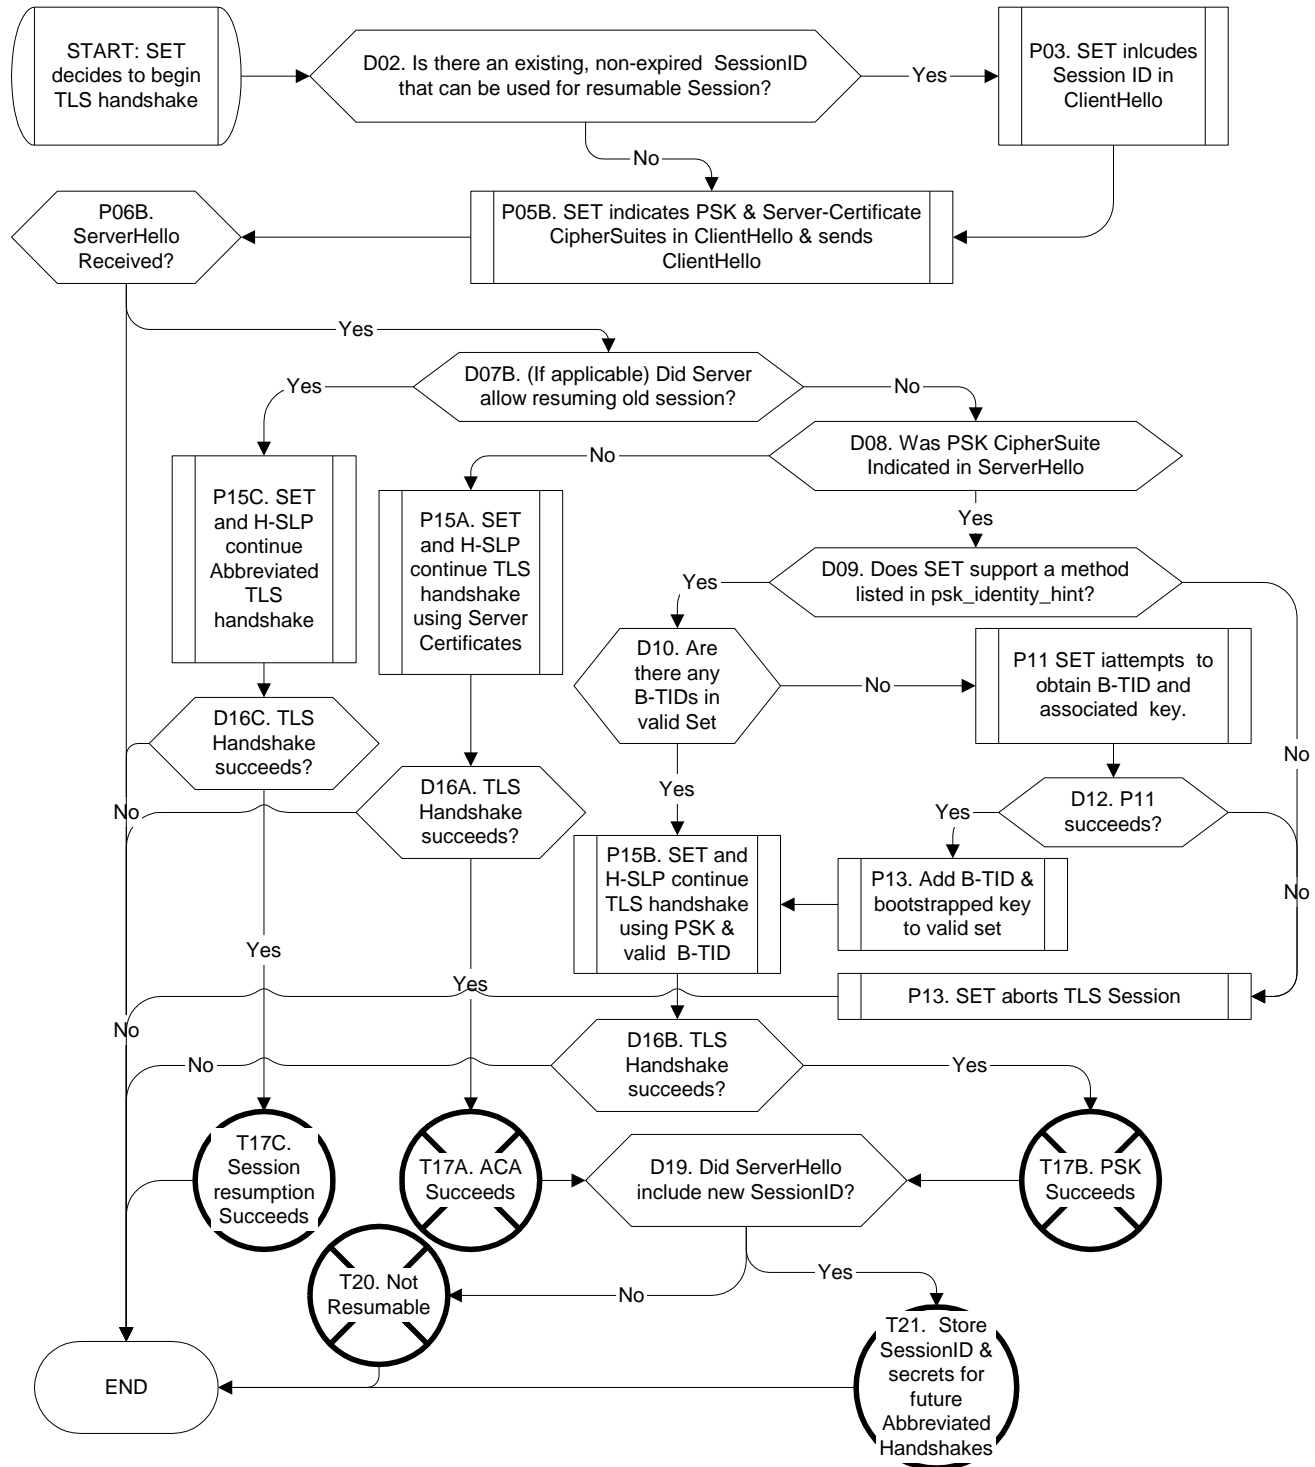 START: SET
decides to begin
TLS handshake
D02. Is there an existing, non-expired SessionID
that can be used for resumable Session?
Yes
P03. SET inlcudes
Session ID in
ClientHello
No
P06B.
ServerHello
Received?
P05B. SET indicates PSK & Server-Certificate
CipherSuites in ClientHello & sends
ClientHello
Yes
D07B. (If applicable) Did Server
allow resuming old session?
Yes
No
D08. Was PSK CipherSuite
Indicated in ServerHello
No
Yes
P15C. SET
and H-SLP
continue
Abbreviated
TLS
handshake
P15A. SET
and H-SLP
continue TLS
handshake
using Server
Certificates
D09. Does SET support a method
listed in psk_identity_hint?
Yes
No
D10. Are
there any
B-TIDs in
valid Set
No
P11 SET iattempts to
obtain B-TID and
associated key.
Yes
D12. P11
succeeds?
Yes
No
D16C. TLS
Handshake
succeeds?
No
D16A. TLS
Handshake
succeeds?
P15B. SET and
H-SLP continue
TLS handshake
using PSK &
valid B-TID
P13. Add B-TID &
bootstrapped key
to valid set
Yes
Yes
P13. SET aborts TLS Session
No
D16B. TLS
Handshake
succeeds?
No
Yes
T17C.
Session
resumption
Succeeds
T17A. ACA
Succeeds
D19. Did ServerHello
include new SessionID?
T17B. PSK
Succeeds
Yes
No
T20. Not
Resumable
T21. Store
SessionID &
secrets for
future
Abbreviated
Handshakes
END